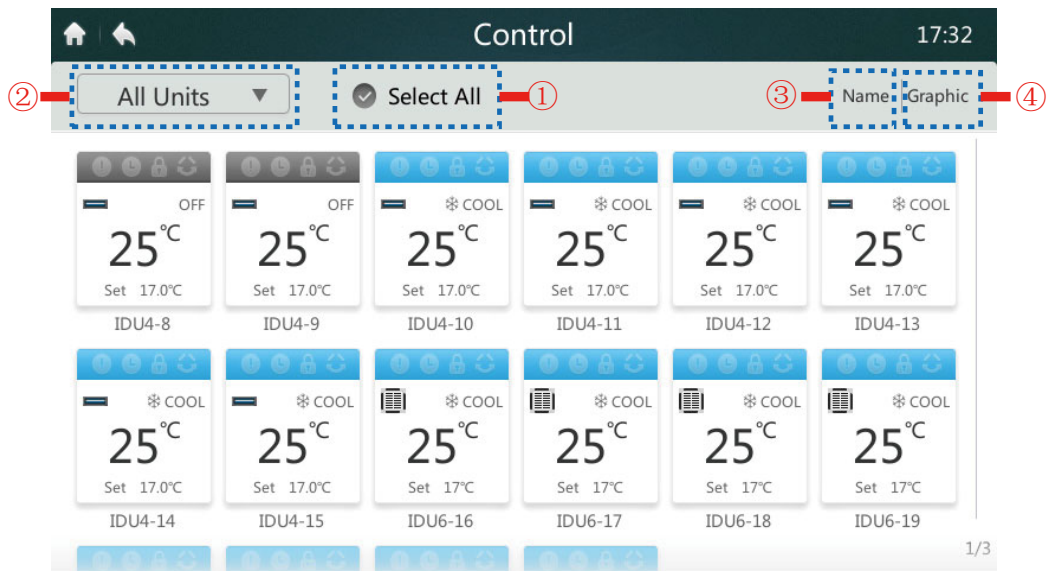 Control 17:32
② All Units ▼ Select All ① ③ Name Graphic ④
OFF OFF COOL COOL COOL COOL
25℃ 25℃ 25℃ 25℃ 25℃ 25℃
Set 17.0℃ Set 17.0℃ Set 17.0℃ Set 17.0℃ Set 17.0℃ Set 17.0℃
IDU4-8 IDU4-9 IDU4-10 IDU4-11 IDU4-12 IDU4-13
COOL COOL COOL COOL COOL COOL
25℃ 25℃ 25℃ 25℃ 25℃ 25℃
Set 17.0℃ Set 17.0℃ Set 17℃ Set 17℃ Set 17℃ Set 17℃
IDU4-14 IDU4-15 IDU6-16 IDU6-17 IDU6-18 IDU6-19
1/3